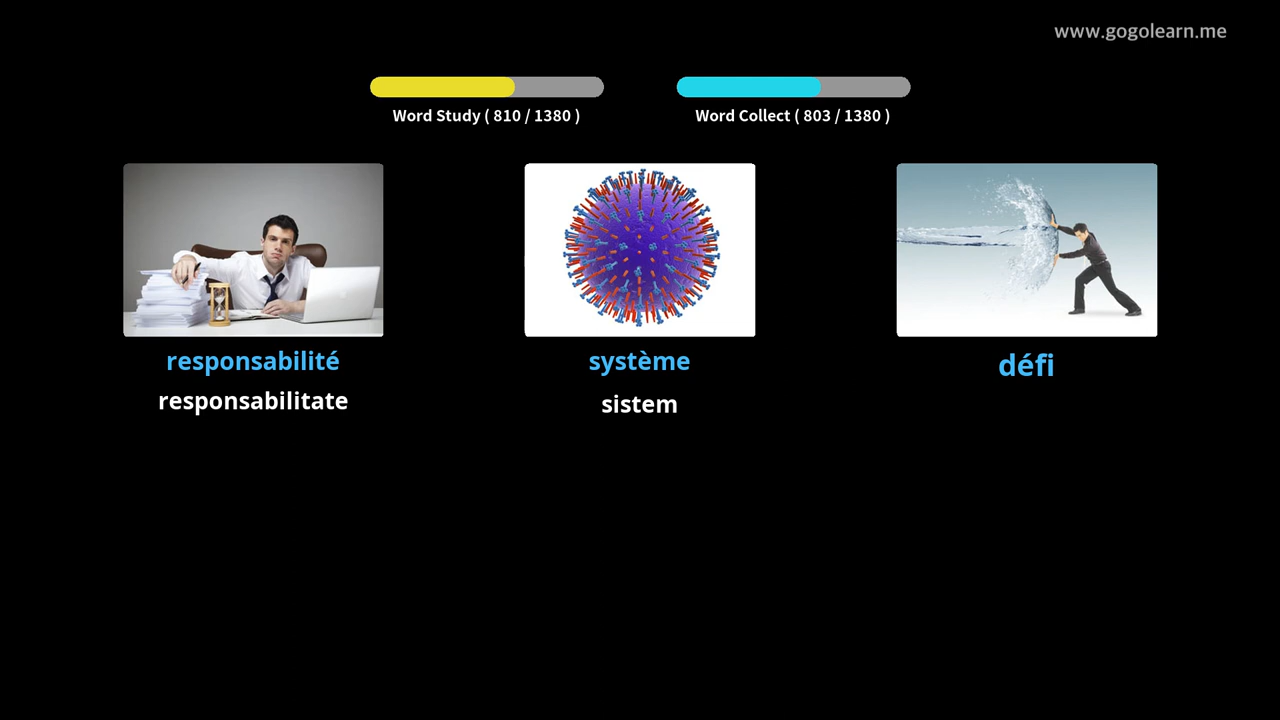 www.gogolearn.me
Word Study ( 810 / 1380 )
Word Collect ( 803 / 1380 )
responsabilité
système
défi
responsabilitate
sistem